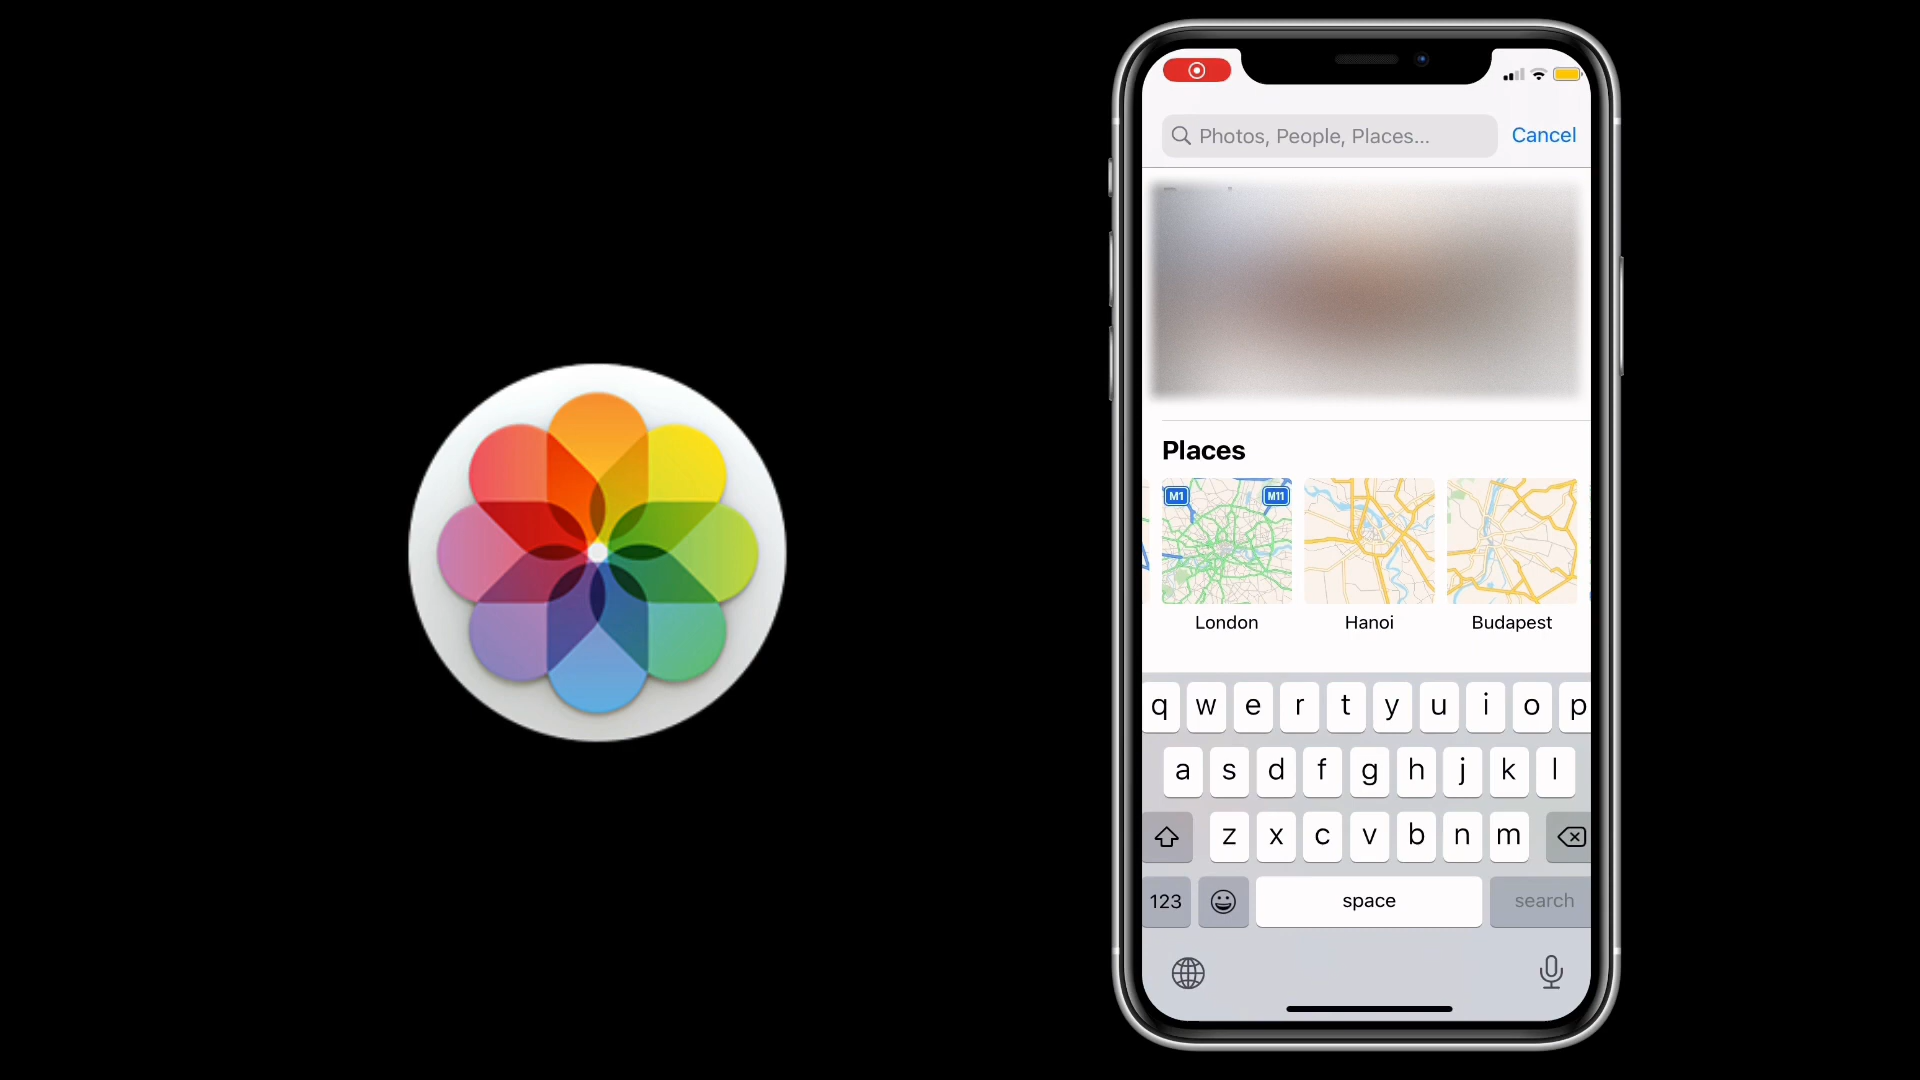 Photos, People, Places...
Cancel
Places
M1
M11
London
Hanoi
Budapest
q w e r t y u i o p
a s d f g h j k l
z x c v b n m
123
space
search